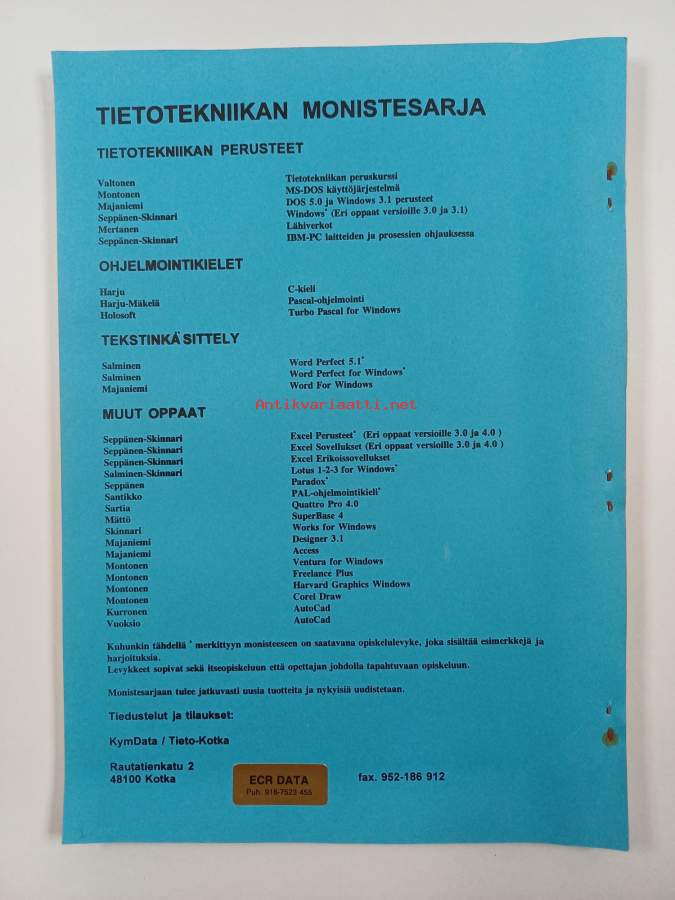 TIETOTEKNIIKAN MONISTESARJA
TIETOTEKNIIKAN PERUSTEET
Valtonen Tietotekniikan peruskurssi
Montonen MS-DOS käyttöjärjestelmä
Majaniemi DOS 5.0 ja Windows 3.1 perusteet
Seppänen-Skinnari Windows* (Eri oppaat versioille 3.0 ja 3.1)
Mertanen Lähiverkot
Seppänen-Skinnari IBM-PC laitteiden ja prosessien ohjauksessa
OHJELMOINTIKIELET
Harju C-kieli
Harju-Mäkelä Pascal-ohjelmointi
Holosoft Turbo Pascal for Windows
TEKSTINKÄSITTELY
Salminen Word Perfect 5.1*
Salminen Word Perfect for Windows*
Majaniemi Word For Windows
Antikvariaatti.net
MUUT OPPAAT
Seppänen-Skinnari Excel Perusteet* (Eri oppaat versioille 3.0 ja 4.0 )
Seppänen-Skinnari Excel Sovellukset (Eri oppaat versioille 3.0 ja 4.0 )
Seppänen-Skinnari Excel Erikoissovellukset
Salminen-Skinnari Lotus 1-2-3 for Windows*
Seppänen Paradox*
Santikko PAL-ohjelmointikieli*
Sartia Quattro Pro 4.0
Mättö SuperBase 4
Skinnari Works for Windows
Majaniemi Designer 3.1
Majaniemi Access
Montonen Ventura for Windows
Montonen Freelance Plus
Montonen Harvard Graphics Windows
Montonen Corel Draw
Kurronen AutoCad
Vuoksio AutoCad
Kuhunkin tähdellä * merkittyyn monisteeseen on saatavana opiskelulevyke, joka sisältää esimerkkejä ja
harjoituksia.
Levykkeet sopivat sekä itseopiskeluun että opettajan johdolla tapahtuvaan opiskeluun.
Monistesarjaan tulee jatkuvasti uusia tuotteita ja nykyisiä uudistetaan.
Tiedustelut ja tilaukset:
KymData / Tieto-Kotka
Rautatienkatu 2
48100 Kotka fax. 952-186 912
ECR DATA
Puh. 918-7523 455